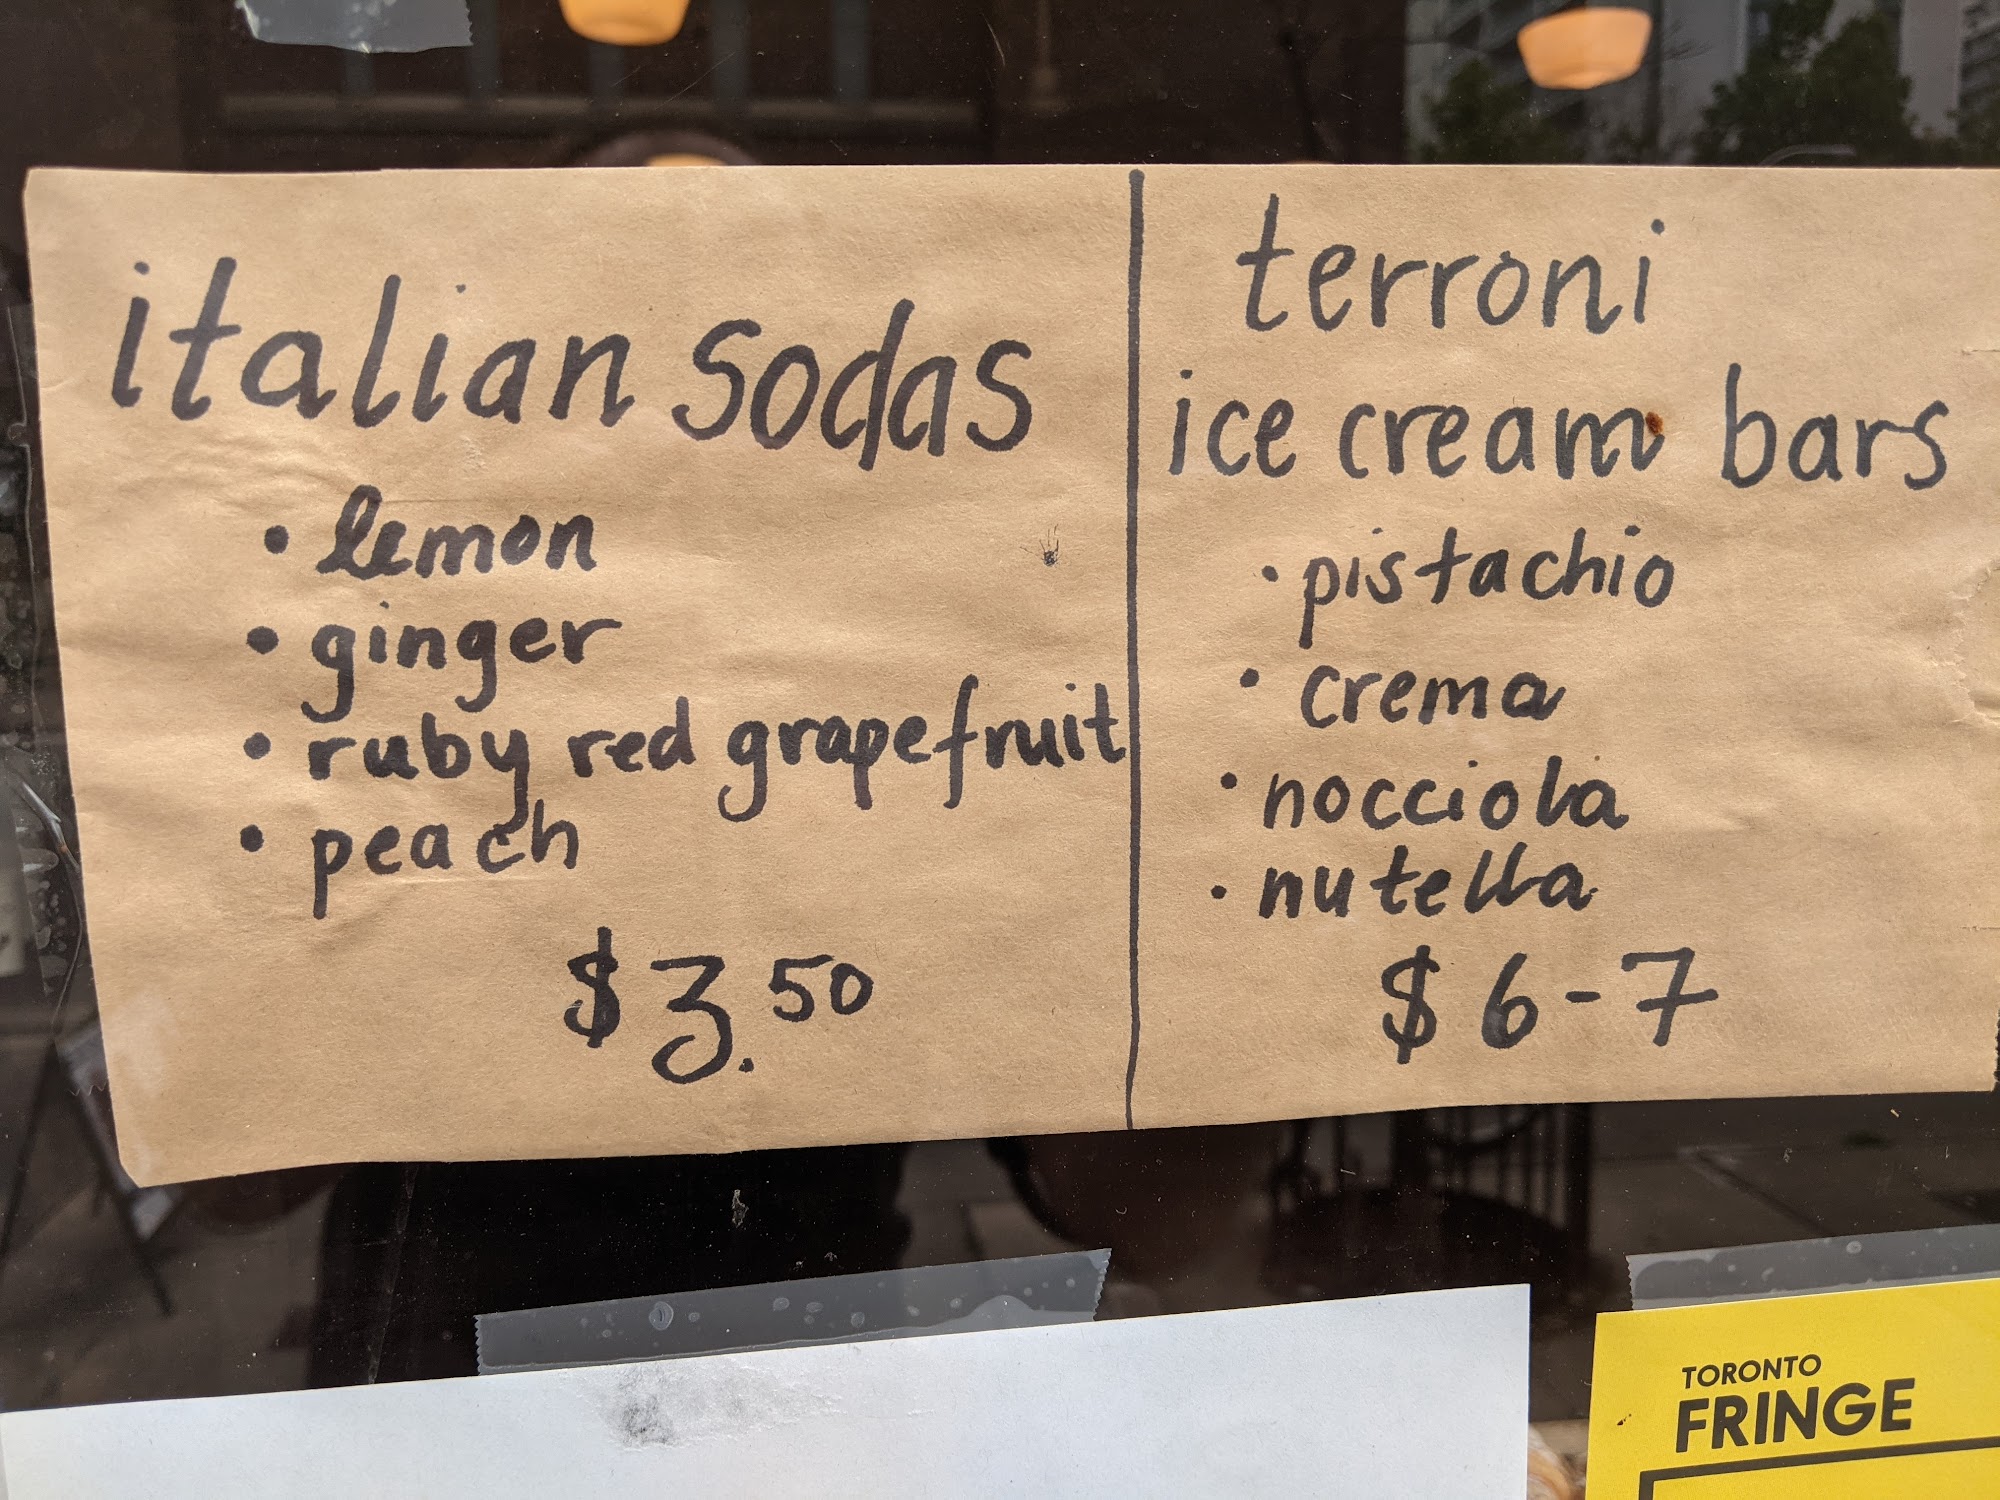 italian sodas
• lemon
• ginger
• ruby red grapefruit
• peach
$3.50
terroni
ice cream bars
• pistachio
• crema
• nocciola
• nutella
$6-7
TORONTO
FRINGE